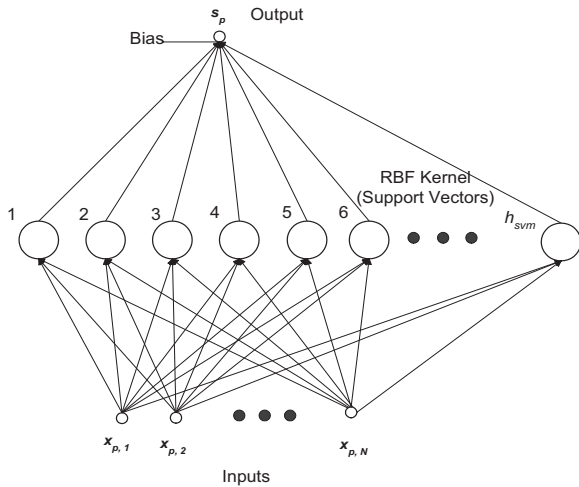 s_p Output
Bias
RBF Kernel
(Support Vectors)
1 2 3 4 5 6 h_svm
x_p, 1 x_p, 2 x_p, N
Inputs